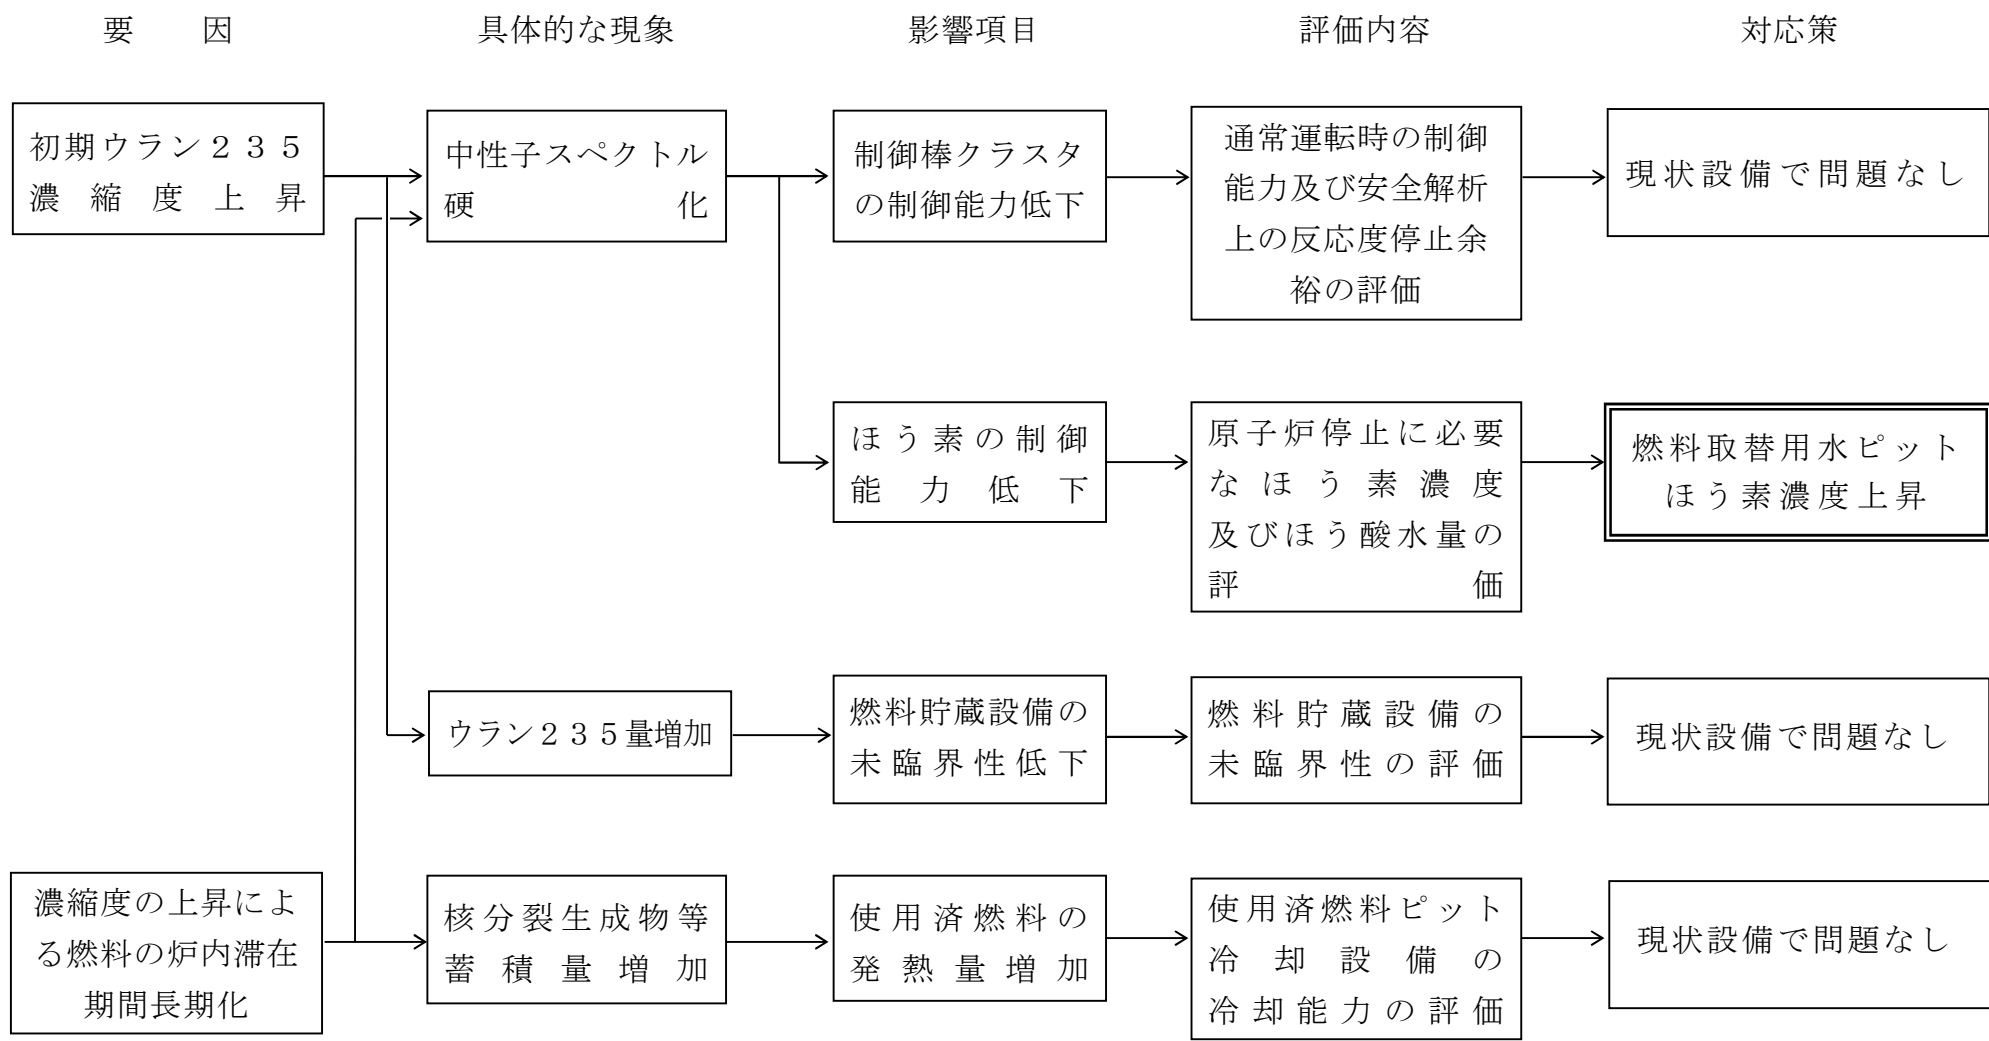 要　因
具体的な現象
影響項目
評価内容
対応策
初期ウラン２３５
濃縮度上昇
中性子スペクトル
硬化
制御棒クラスタ
の制御能力低下
通常運転時の制御
能力及び安全解析
上の反応度停止余
裕の評価
現状設備で問題なし
ほう素の制御
能力低下
原子炉停止に必要
なほう素濃度
及びほう酸水量の
評価
燃料取替用水ピット
ほう素濃度上昇
ウラン２３５量増加
燃料貯蔵設備の
未臨界性低下
燃料貯蔵設備の
未臨界性の評価
現状設備で問題なし
濃縮度の上昇によ
る燃料の炉内滞在
期間長期化
核分裂生成物等
蓄積量増加
使用済燃料の
発熱量増加
使用済燃料ピット
冷却設備の
冷却能力の評価
現状設備で問題なし